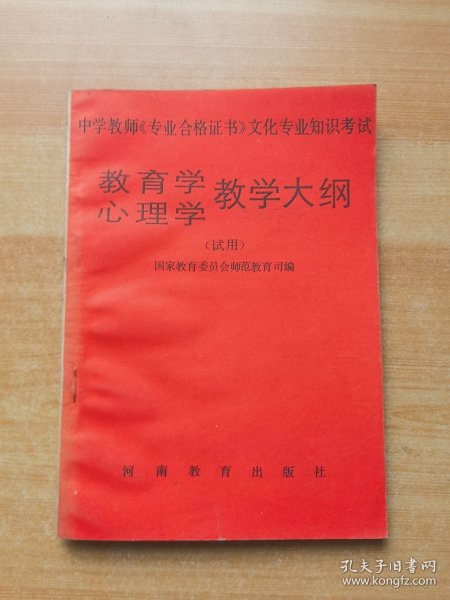 中学教师《专业合格证书》文化专业知识考试
教育学
心理学
教学大纲
（试用）
国家教育委员会师范教育司编
河南教育出版社
孔夫子旧书网
www.kongfz.com